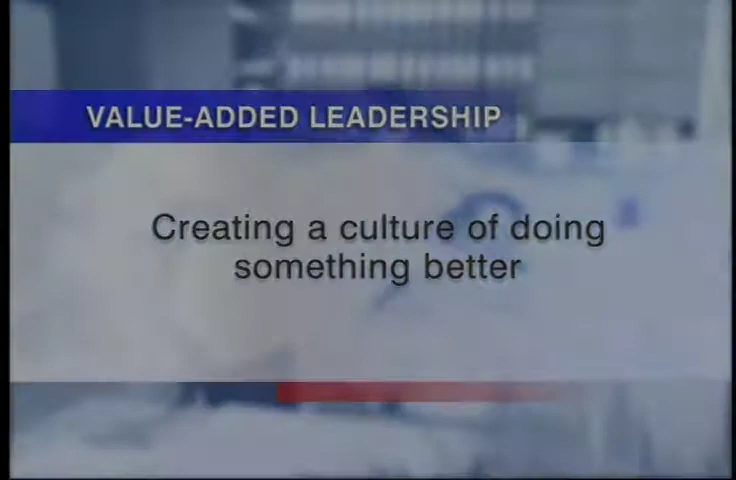 VALUE-ADDED LEADERSHIP
Creating a culture of doing
something better